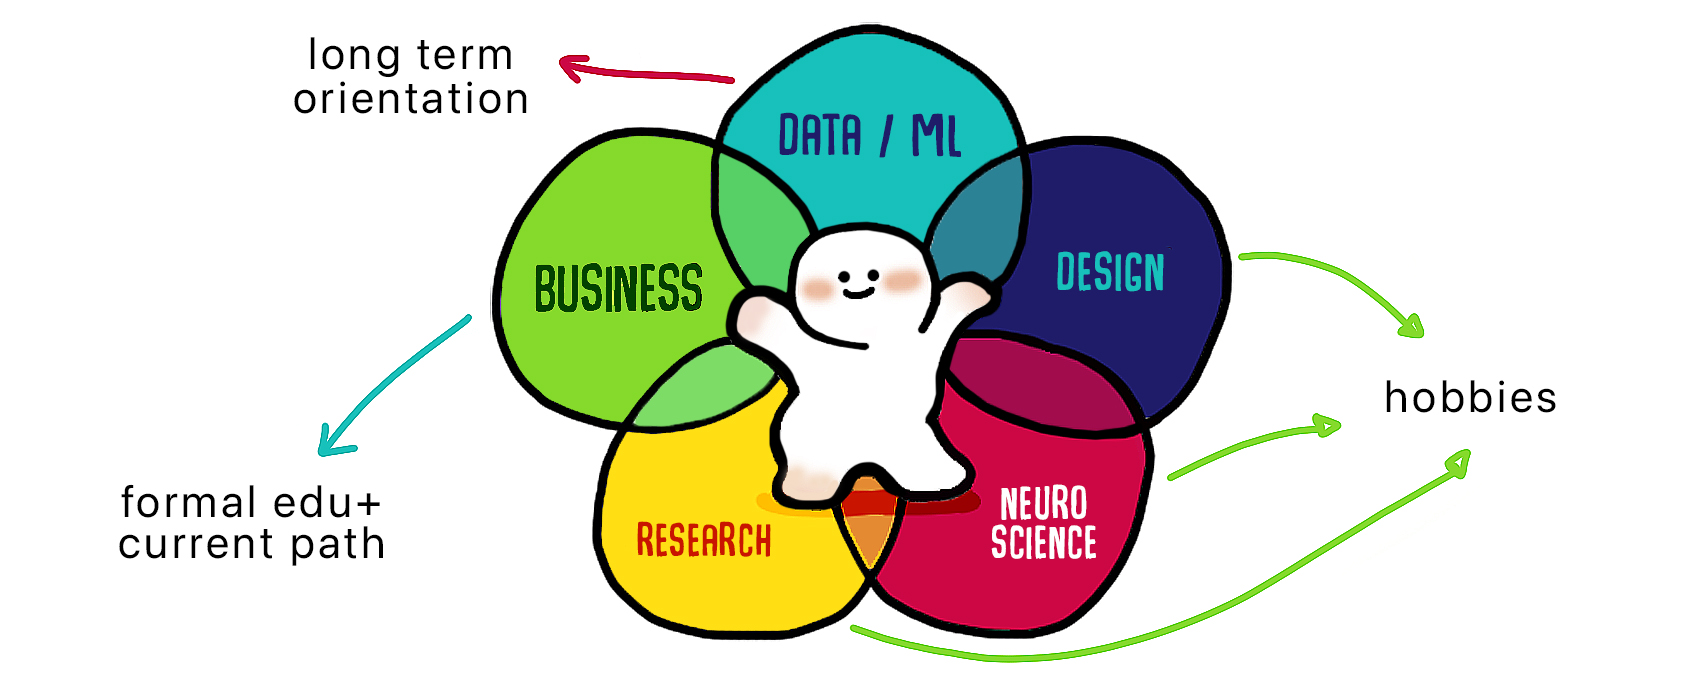 long term
orientation
DATA / ML
BUSINESS
DESIGN
hobbies
formal edu+
current path
RESEARCH
NEURO
SCIENCE